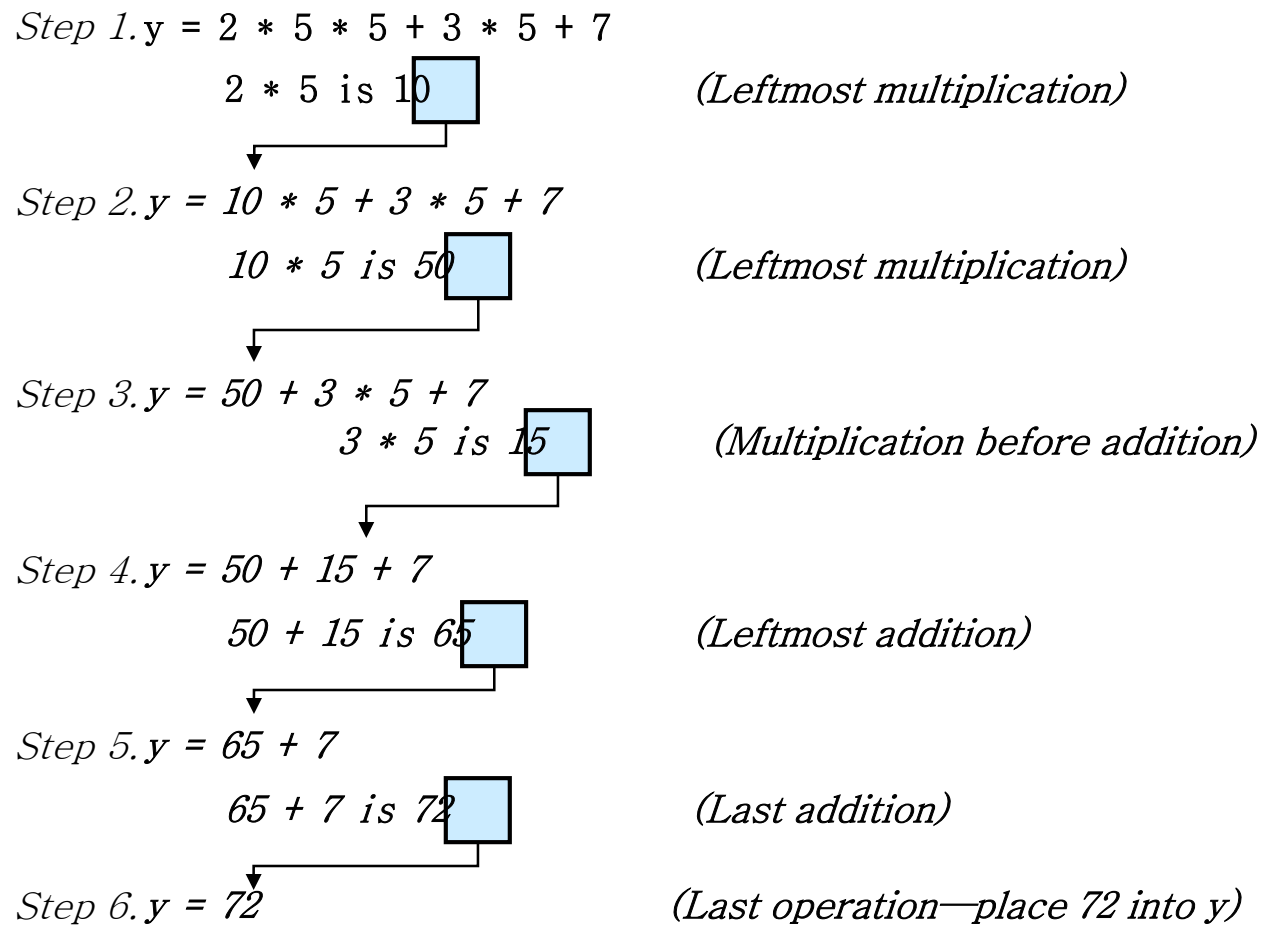 Step 1. y = 2 * 5 * 5 + 3 * 5 + 7
2 * 5 is 10 (Leftmost multiplication)
Step 2. y = 10 * 5 + 3 * 5 + 7
10 * 5 is 50 (Leftmost multiplication)
Step 3. y = 50 + 3 * 5 + 7
3 * 5 is 15 (Multiplication before addition)
Step 4. y = 50 + 15 + 7
50 + 15 is 65 (Leftmost addition)
Step 5. y = 65 + 7
65 + 7 is 72 (Last addition)
Step 6. y = 72 (Last operation—place 72 into y)